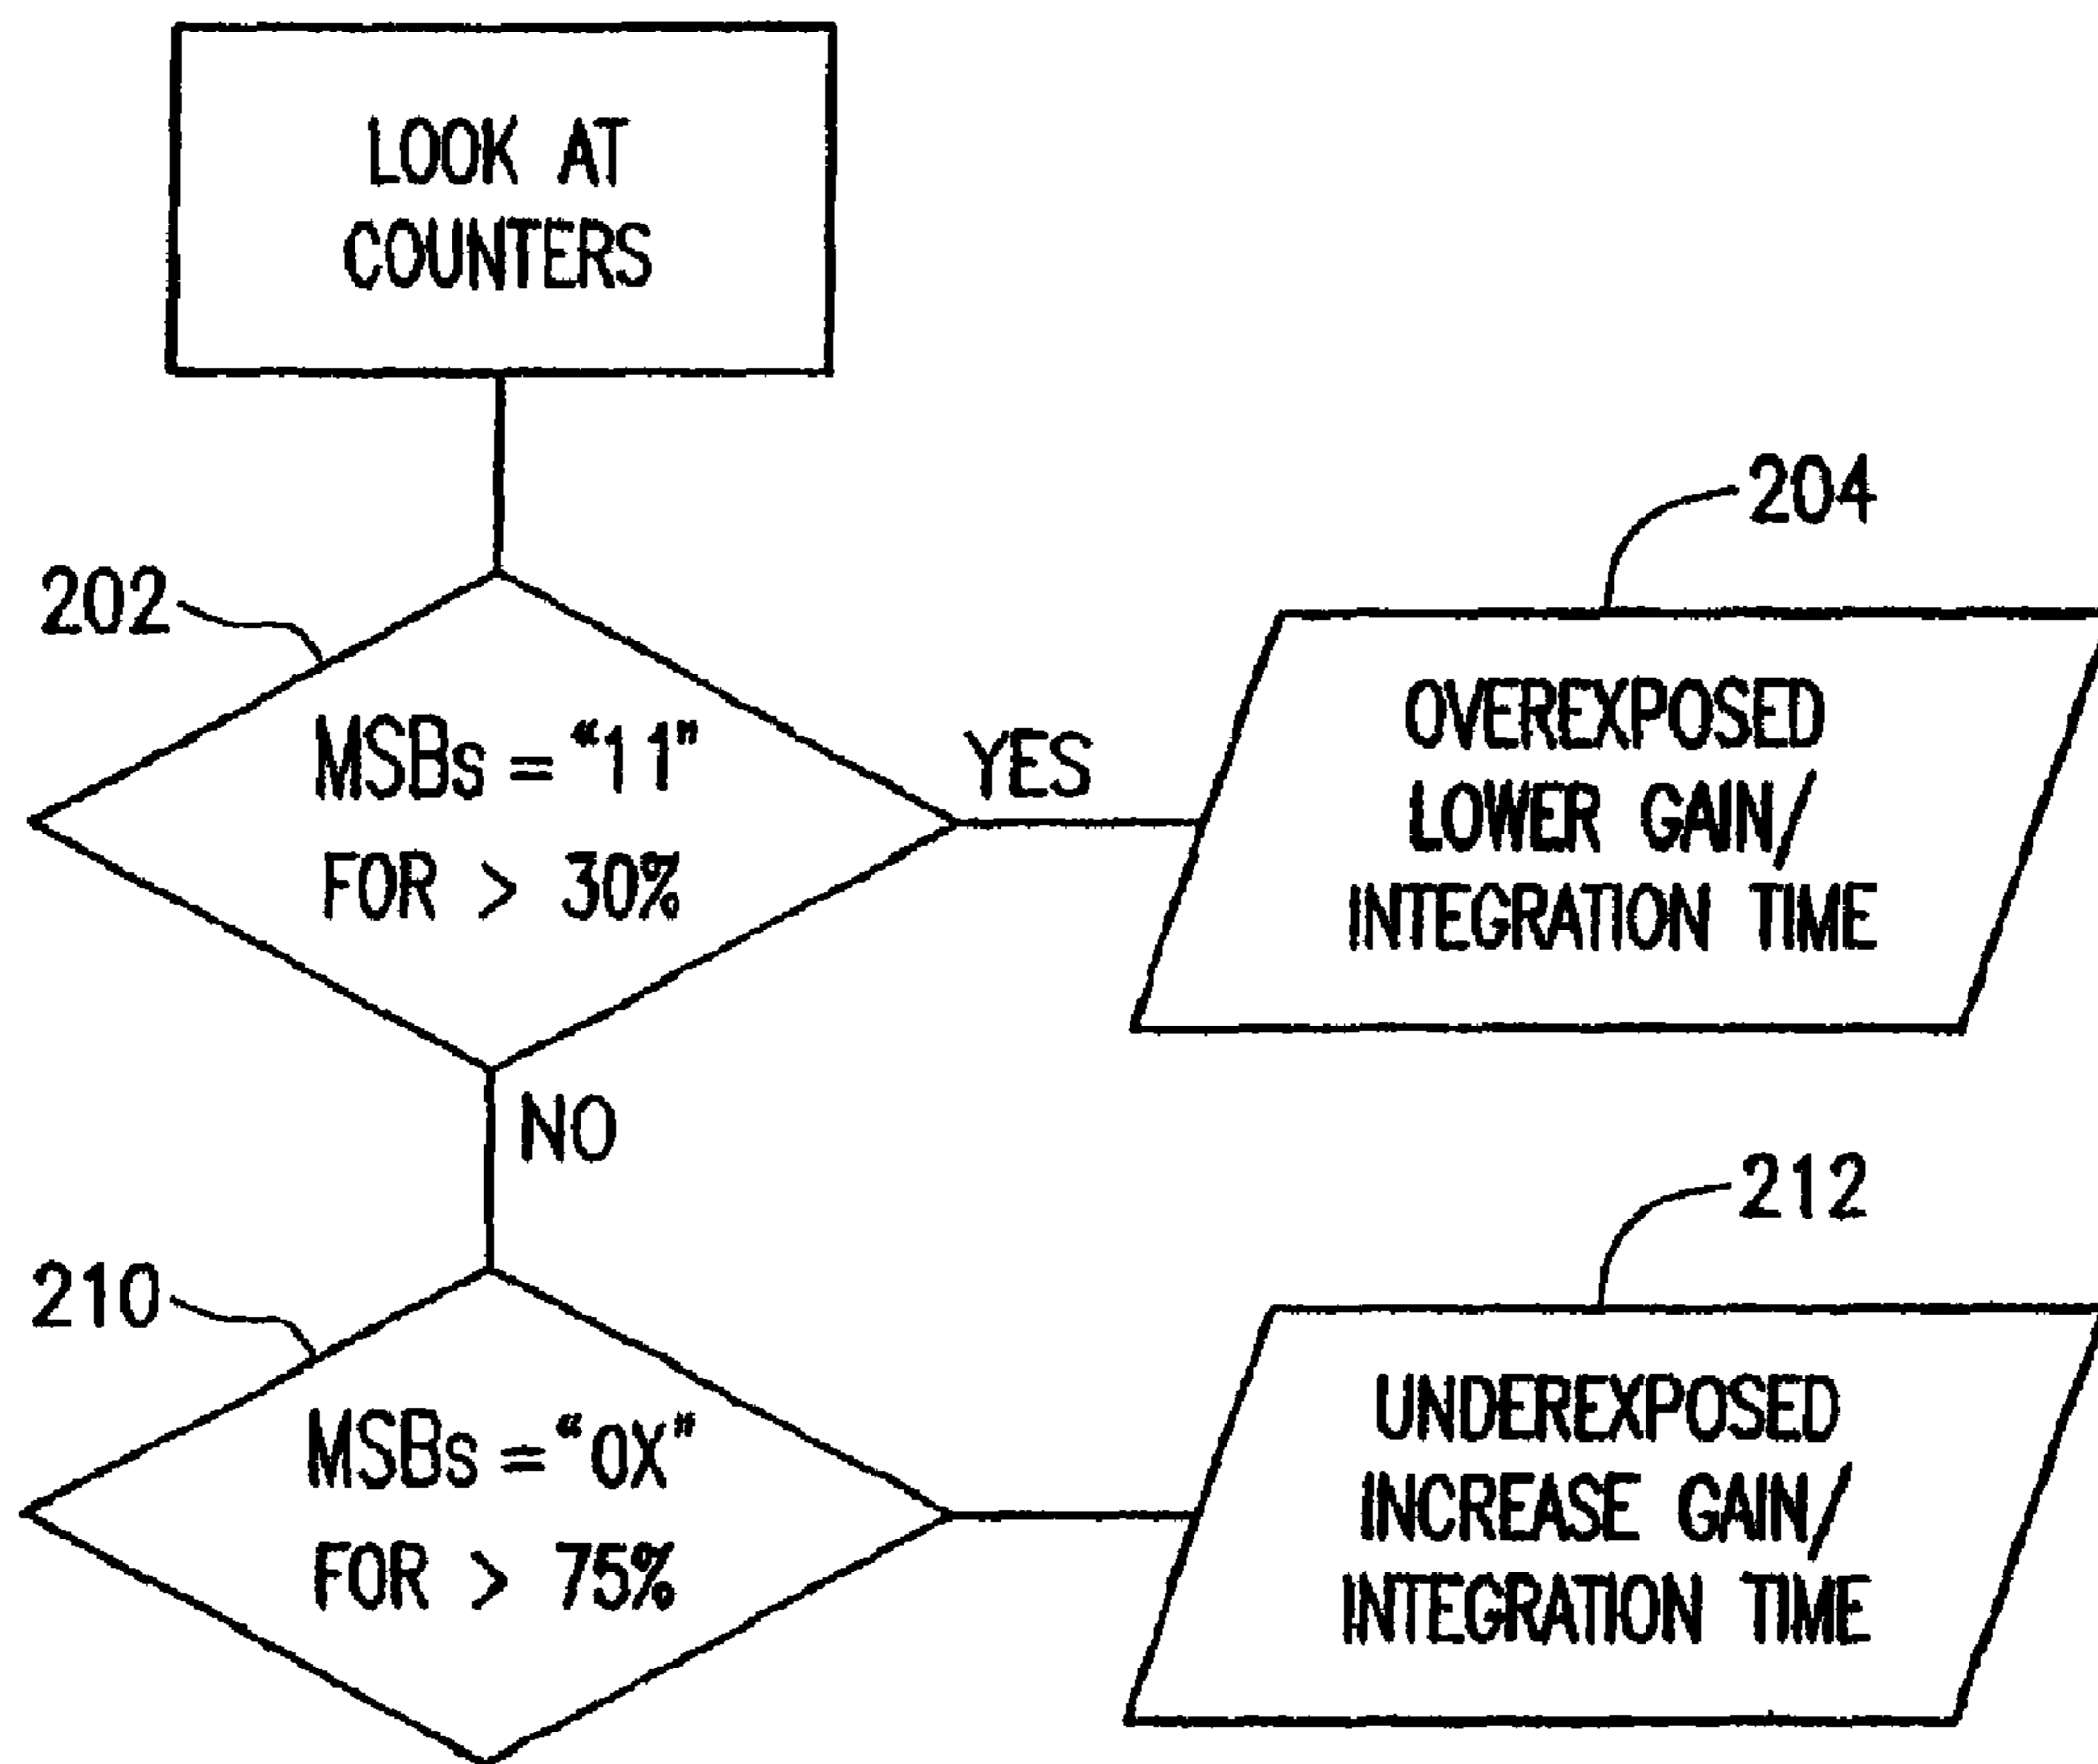 LOOK AT
COUNTERS
202
MSBs = “11”
FOR > 30%
YES
204
OVEREXPOSED
LOWER GAIN/
INTEGRATION TIME
NO
210
MSBs = “0X”
FOR > 75%
212
UNDEREXPOSED
INCREASE GAIN/
INTEGRATION TIME